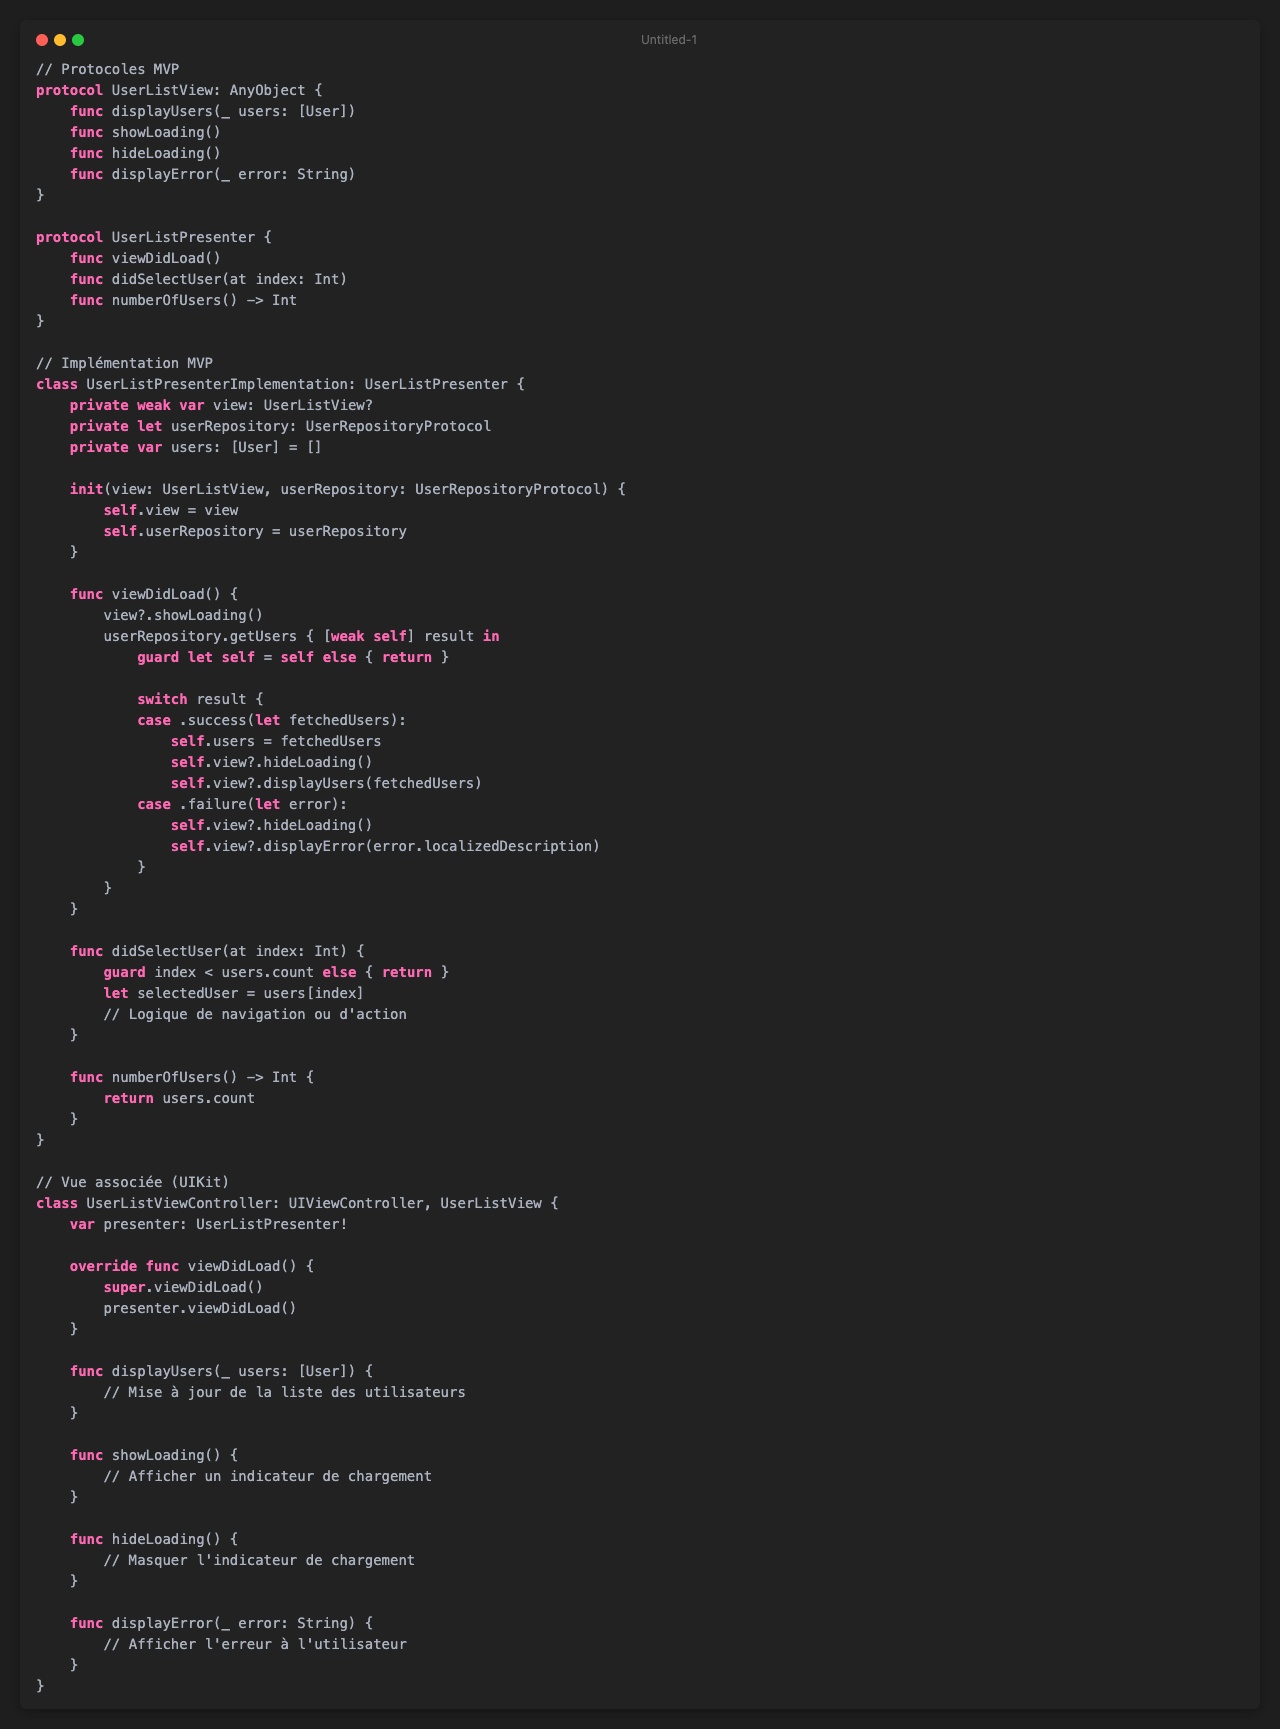 Untitled-1
// Protocoles MVP
protocol UserListView: AnyObject {
    func displayUsers(_ users: [User])
    func showLoading()
    func hideLoading()
    func displayError(_ error: String)
}

protocol UserListPresenter {
    func viewDidLoad()
    func didSelectUser(at index: Int)
    func numberOfUsers() -> Int
}

// Implémentation MVP
class UserListPresenterImplementation: UserListPresenter {
    private weak var view: UserListView?
    private let userRepository: UserRepositoryProtocol
    private var users: [User] = []

    init(view: UserListView, userRepository: UserRepositoryProtocol) {
        self.view = view
        self.userRepository = userRepository
    }

    func viewDidLoad() {
        view?.showLoading()
        userRepository.getUsers { [weak self] result in
            guard let self = self else { return }

            switch result {
            case .success(let fetchedUsers):
                self.users = fetchedUsers
                self.view?.hideLoading()
                self.view?.displayUsers(fetchedUsers)
            case .failure(let error):
                self.view?.hideLoading()
                self.view?.displayError(error.localizedDescription)
            }
        }
    }

    func didSelectUser(at index: Int) {
        guard index < users.count else { return }
        let selectedUser = users[index]
        // Logique de navigation ou d'action
    }

    func numberOfUsers() -> Int {
        return users.count
    }
}

// Vue associée (UIKit)
class UserListViewController: UIViewController, UserListView {
    var presenter: UserListPresenter!

    override func viewDidLoad() {
        super.viewDidLoad()
        presenter.viewDidLoad()
    }

    func displayUsers(_ users: [User]) {
        // Mise à jour de la liste des utilisateurs
    }

    func showLoading() {
        // Afficher un indicateur de chargement
    }

    func hideLoading() {
        // Masquer l'indicateur de chargement
    }

    func displayError(_ error: String) {
        // Afficher l'erreur à l'utilisateur
    }
}